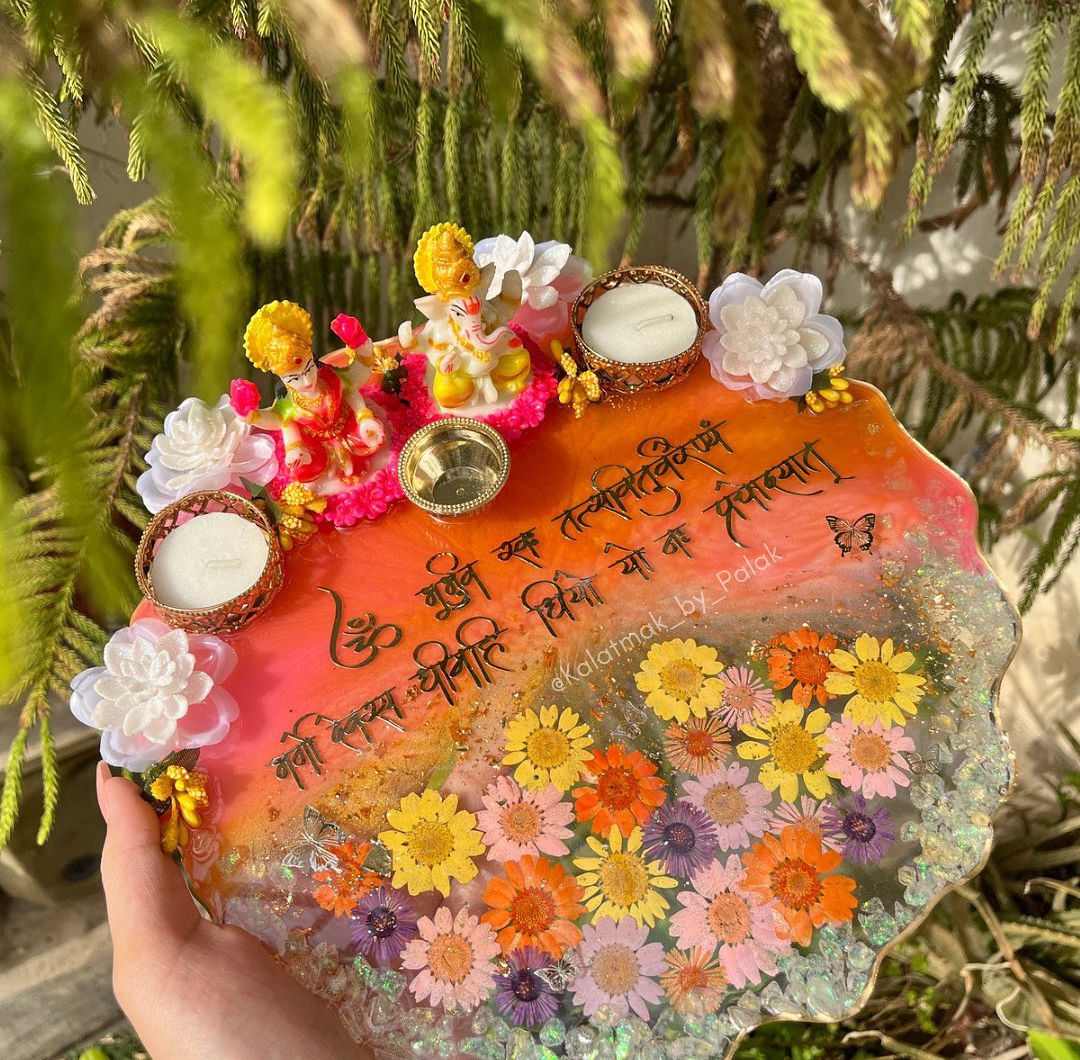 ॐ भूर्भुव स्वः तत्सवितुर्वरेण्यं
भर्गो देवस्य धीमहि धियो यो नः प्रचोदयात्
@Kalatmak_by_Palak